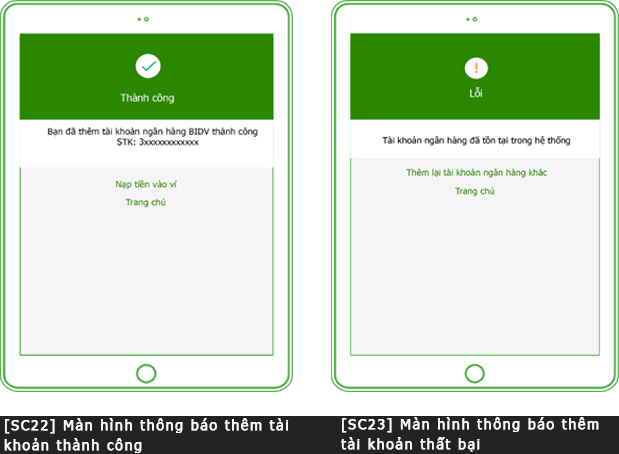 Thành công
Bạn đã thêm tài khoản ngân hàng BIDV thành công
STK: 3xxxxxxxxxxxx
Nạp tiền vào ví
Trang chủ
[SC22] Màn hình thông báo thêm tài
khoản thành công
Lỗi
Tài khoản ngân hàng đã tồn tại trong hệ thống
Thêm lại tài khoản ngân hàng khác
Trang chủ
[SC23] Màn hình thông báo thêm
tài khoản thất bại